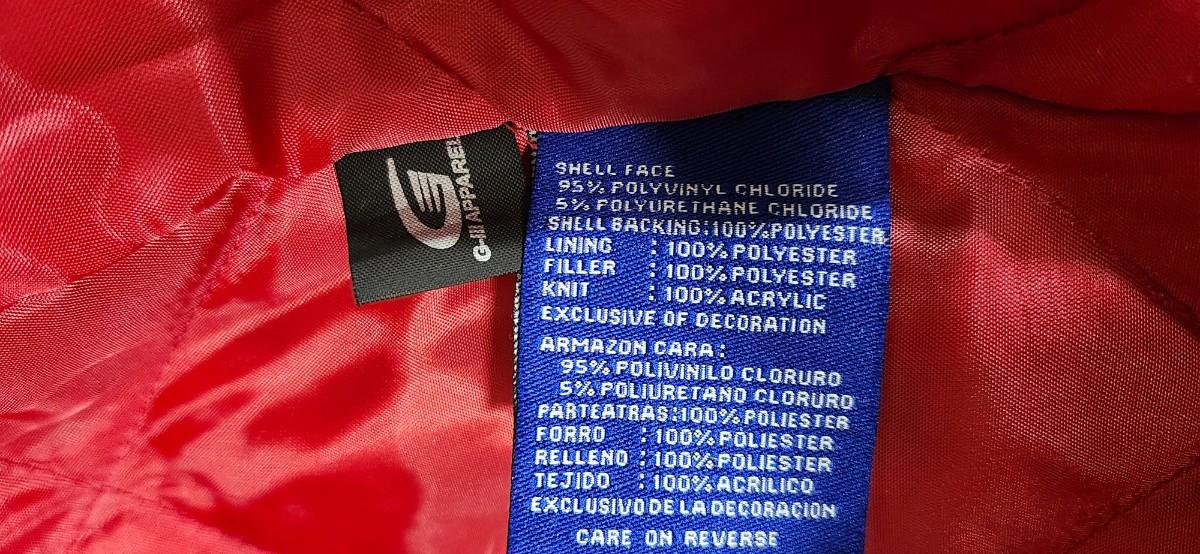 G-III APPAREL
SHELL FACE
95% POLYVINYL CHLORIDE
5% POLYURETHANE CHLORIDE
SHELL BACKING:100%POLYESTER
LINING : 100% POLYESTER
FILLER : 100% POLYESTER
KNIT : 100% ACRYLIC
EXCLUSIVE OF DECORATION
ARMAZON CARA :
95% POLIVINILO CLORURO
5% POLIURETANO CLORURO
PARTEATRAS:100% POLIESTER
FORRO : 100% POLIESTER
RELLENO : 100% POLIESTER
TEJIDO : 100% ACRILICO
EXCLUSIVO DE LA DECORACION
CARE ON REVERSE